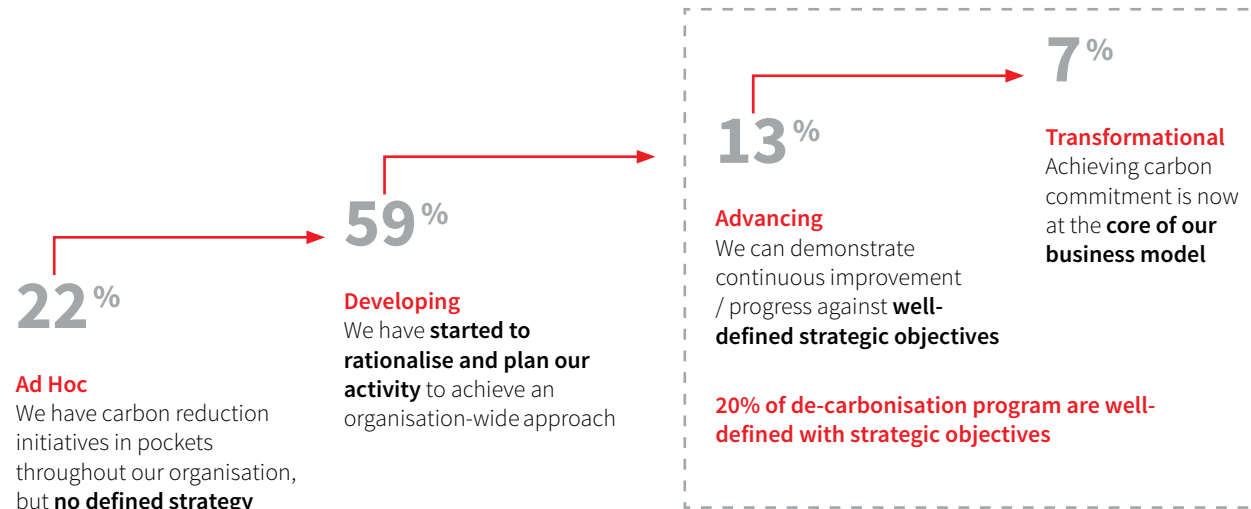 22%
Ad Hoc
We have carbon reduction
initiatives in pockets
throughout our organisation,
but no defined strategy
59%
Developing
We have started to
rationalise and plan our
activity to achieve an
organisation-wide approach
13%
Advancing
We can demonstrate
continuous improvement
/ progress against well-
defined strategic objectives
7%
Transformational
Achieving carbon
commitment is now
at the core of our
business model
20% of de-carbonisation program are well-
defined with strategic objectives